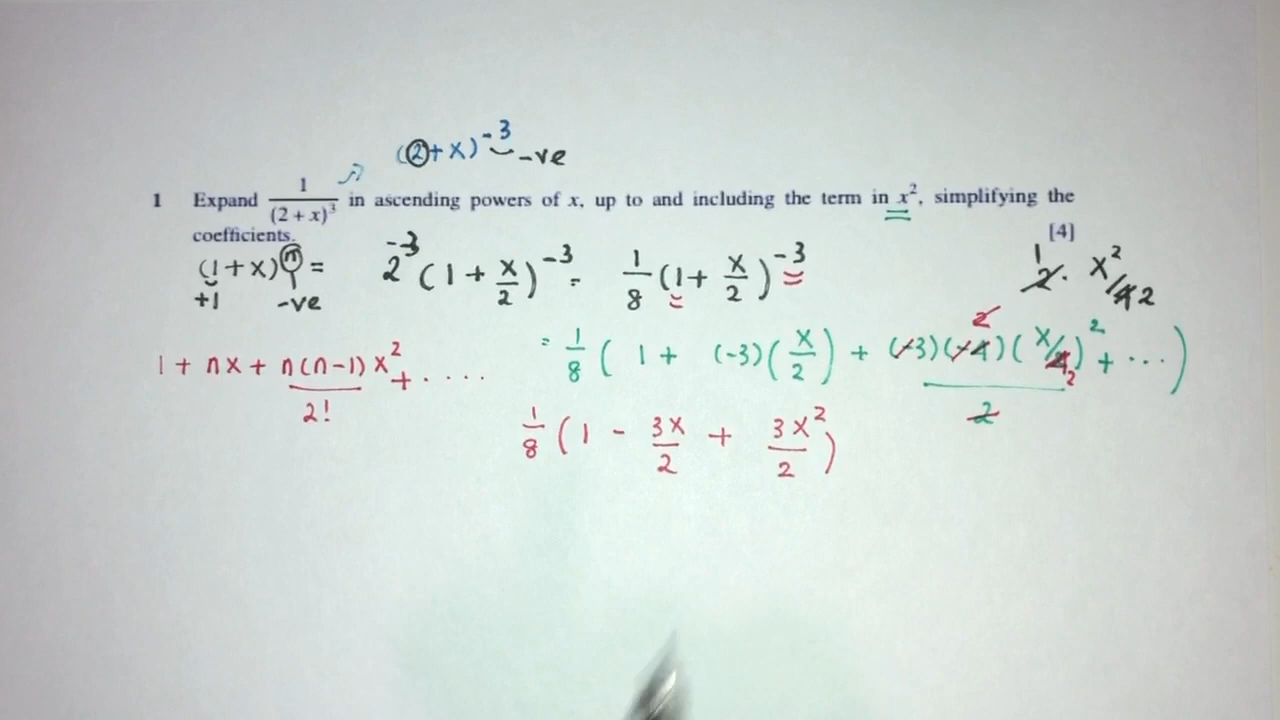 (2+x)^-3 -ve
1 Expand 1/(2 + x)^3 in ascending powers of x, up to and including the term in x^2, simplifying the
coefficients. [4]
(1+x)^n = 2^-3 (1 + x/2)^-3 = 1/8 (1 + x/2)^-3 1 2. x^2/4 2
+1 -ve
1 + nx + n(n-1)x^2/2! + .... = 1/8 ( 1 + (-3)(x/2) + (-3)(-4)(x/4)^2/2 + ... ) 2 2
1/8 (1 - 3x/2 + 3x^2/2)